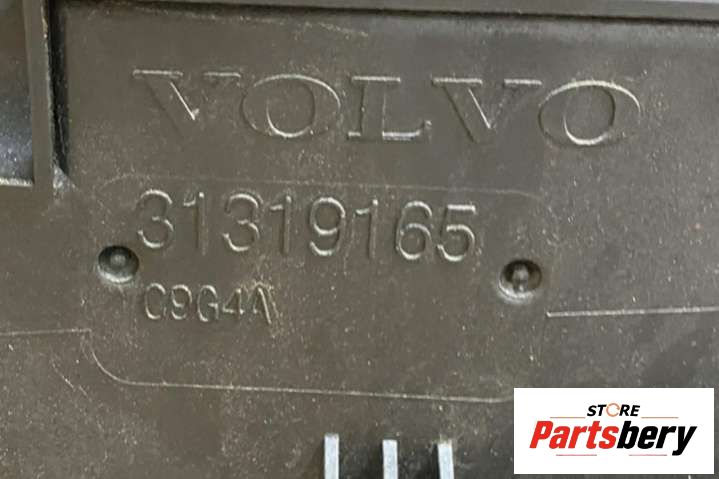 VOLVO
31319165
C9G4A
STORE
Partsbery